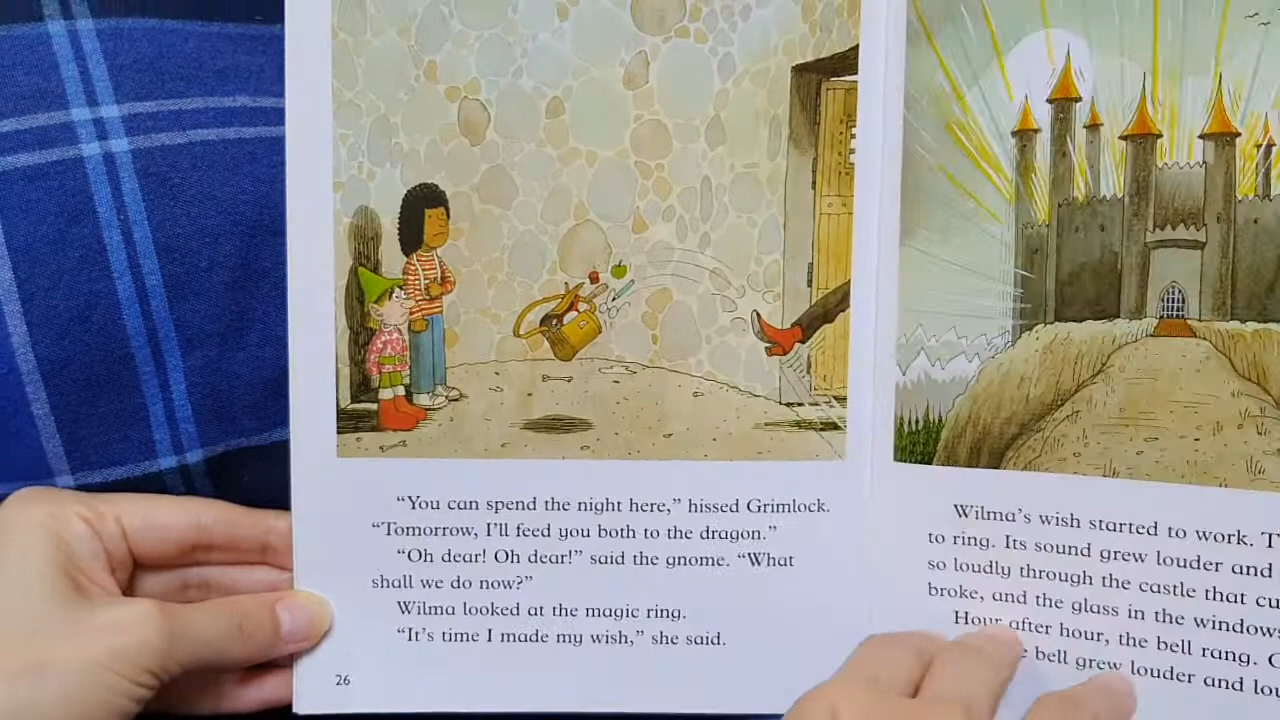 “You can spend the night here,” hissed Grimlock.
“Tomorrow, I’ll feed you both to the dragon.”
“Oh dear! Oh dear!” said the gnome. “What
shall we do now?”
Wilma looked at the magic ring.
“It’s time I made my wish,” she said.
26
Wilma’s wish started to work.
to ring. Its sound grew louder and
so loudly through the castle that
broke, and the glass in the windows
Hour after hour, the bell rang.
bell grew louder and